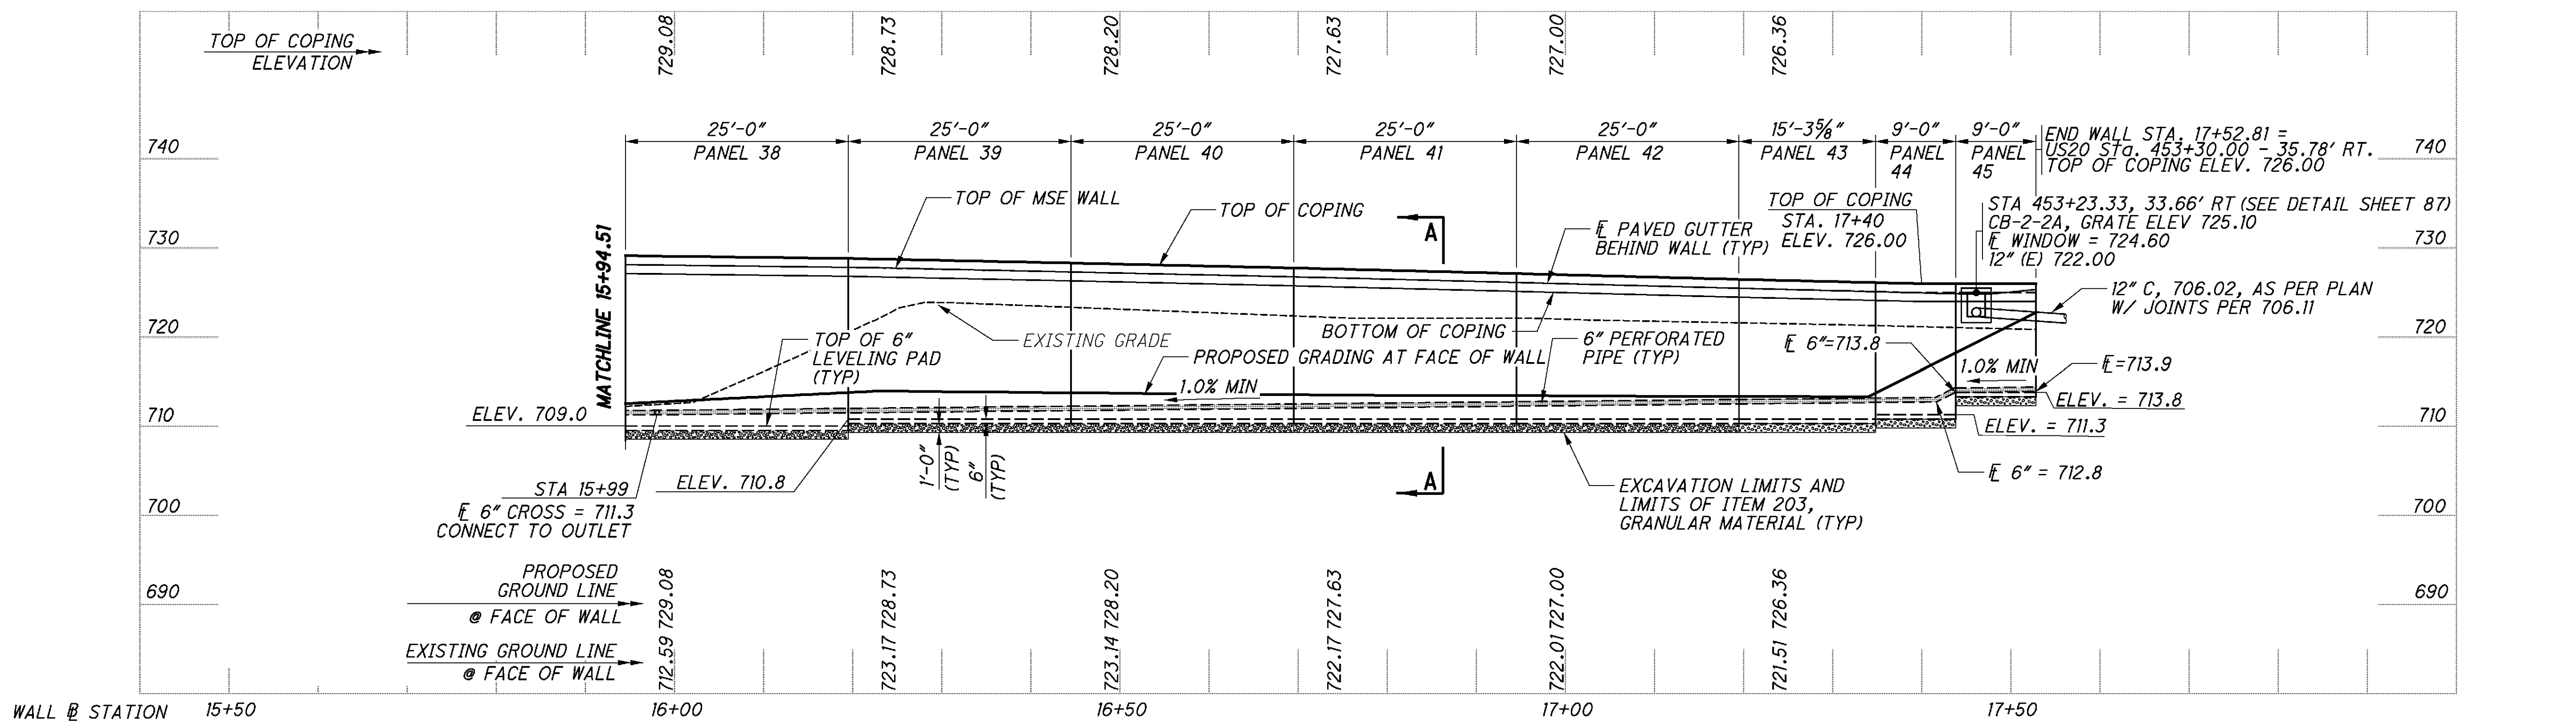 TOP OF COPING
ELEVATION
729.08
728.73
728.20
727.63
727.00
726.36
25'-0"
PANEL 38
25'-0"
PANEL 39
25'-0"
PANEL 40
25'-0"
PANEL 41
25'-0"
PANEL 42
15'-3⅝"
PANEL 43
9'-0"
PANEL
44
9'-0"
PANEL
45
END WALL STA. 17+52.81 =
US20 STa. 453+30.00 - 35.78' RT.
TOP OF COPING ELEV. 726.00
740
740
730
730
720
720
710
710
700
700
690
690
MATCHLINE 15+94.51
TOP OF MSE WALL
TOP OF COPING
A
℄ PAVED GUTTER
BEHIND WALL (TYP)
TOP OF COPING
STA. 17+40
ELEV. 726.00
STA 453+23.33, 33.66' RT (SEE DETAIL SHEET 87)
CB-2-2A, GRATE ELEV 725.10
℄ WINDOW = 724.60
12" (E) 722.00
12" C, 706.02, AS PER PLAN
W/ JOINTS PER 706.11
TOP OF 6"
LEVELING PAD
(TYP)
EXISTING GRADE
BOTTOM OF COPING
PROPOSED GRADING AT FACE OF WALL
6" PERFORATED
PIPE (TYP)
℄ 6"=713.8
1.0% MIN
1.0% MIN
℄=713.9
ELEV. = 713.8
ELEV. = 711.3
℄ 6" = 712.8
ELEV. 709.0
ELEV. 710.8
1'-0"
(TYP)
6"
(TYP)
A
STA 15+99
℄ 6" CROSS = 711.3
CONNECT TO OUTLET
EXCAVATION LIMITS AND
LIMITS OF ITEM 203,
GRANULAR MATERIAL (TYP)
PROPOSED
GROUND LINE
@ FACE OF WALL
729.08
728.73
728.20
727.63
727.00
726.36
EXISTING GROUND LINE
@ FACE OF WALL
712.59
723.17
723.14
722.17
722.01
721.51
WALL ℄ STATION
15+50
16+00
16+50
17+00
17+50